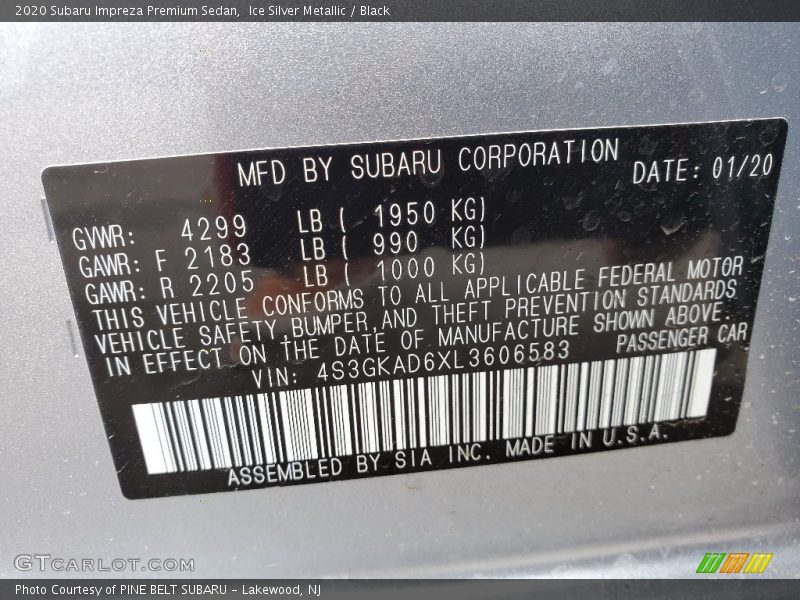 2020 Subaru Impreza Premium Sedan, Ice Silver Metallic / Black
MFD BY SUBARU CORPORATION
DATE: 01/20
GVWR: 4299 LB ( 1950 KG)
GAWR: F 2183 LB ( 990 KG)
GAWR: R 2205 LB ( 1000 KG)
THIS VEHICLE CONFORMS TO ALL APPLICABLE FEDERAL MOTOR
VEHICLE SAFETY BUMPER, AND THEFT PREVENTION STANDARDS
IN EFFECT ON tHE DATE OF MANUFACTURE SHOWN ABOVE.
VIN: 4S3GKAD6XL3606583 PASSENGER CAR
ASSEMBLED BY SIA INC. MADE IN U.S.A.
GTCARLOT.COM
Photo Courtesy of PINE BELT SUBARU - Lakewood, NJ